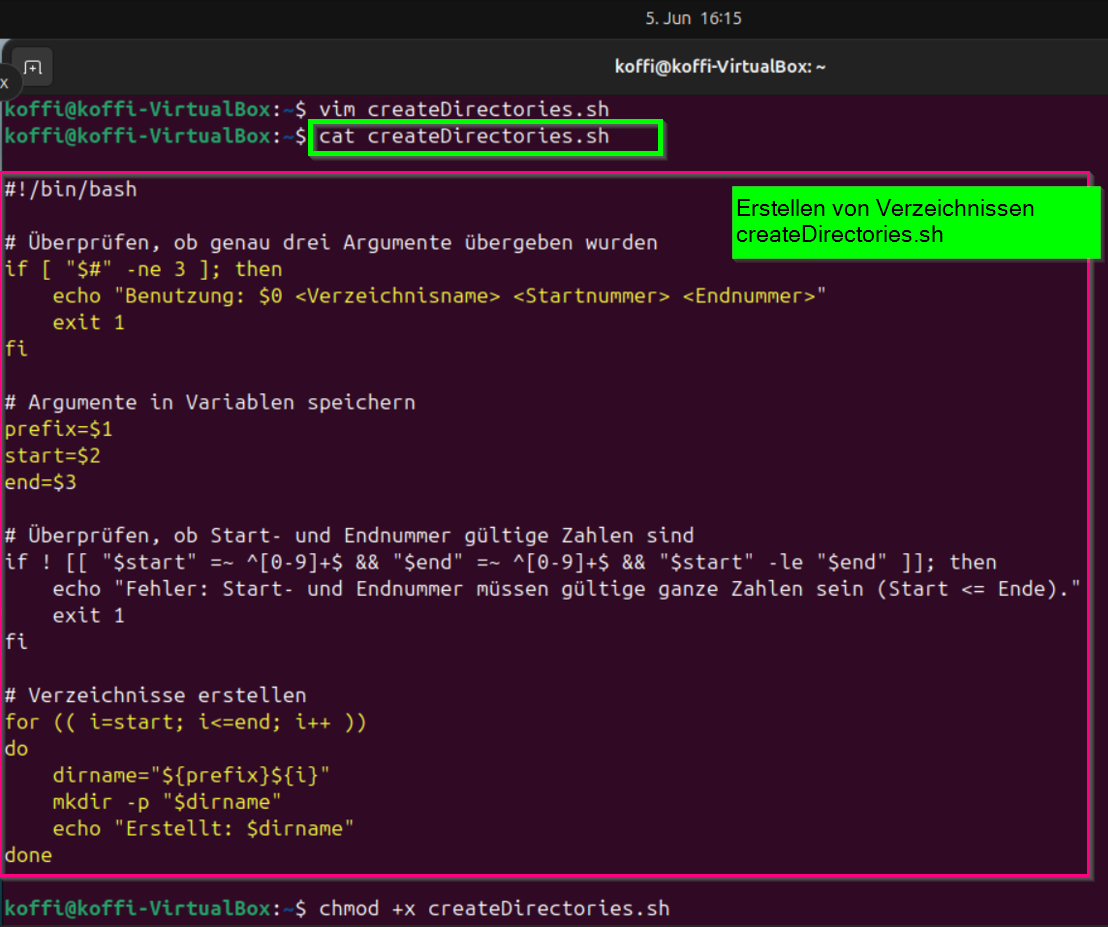 5. Jun 16:15
koffi@koffi-VirtualBox: ~
x
koffi@koffi-VirtualBox:~$ vim createDirectories.sh
koffi@koffi-VirtualBox:~$ cat createDirectories.sh
#!/bin/bash
Erstellen von Verzeichnissen
createDirectories.sh
# Überprüfen, ob genau drei Argumente übergeben wurden
if [ "$#" -ne 3 ]; then
    echo "Benutzung: $0 <Verzeichnisname> <Startnummer> <Endnummer>"
    exit 1
fi
# Argumente in Variablen speichern
prefix=$1
start=$2
end=$3
# Überprüfen, ob Start- und Endnummer gültige Zahlen sind
if ! [[ "$start" =~ ^[0-9]+$ && "$end" =~ ^[0-9]+$ && "$start" -le "$end" ]]; then
    echo "Fehler: Start- und Endnummer müssen gültige ganze Zahlen sein (Start <= Ende)."
    exit 1
fi
# Verzeichnisse erstellen
for (( i=start; i<=end; i++ ))
do
    dirname="${prefix}${i}"
    mkdir -p "$dirname"
    echo "Erstellt: $dirname"
done
koffi@koffi-VirtualBox:~$ chmod +x createDirectories.sh